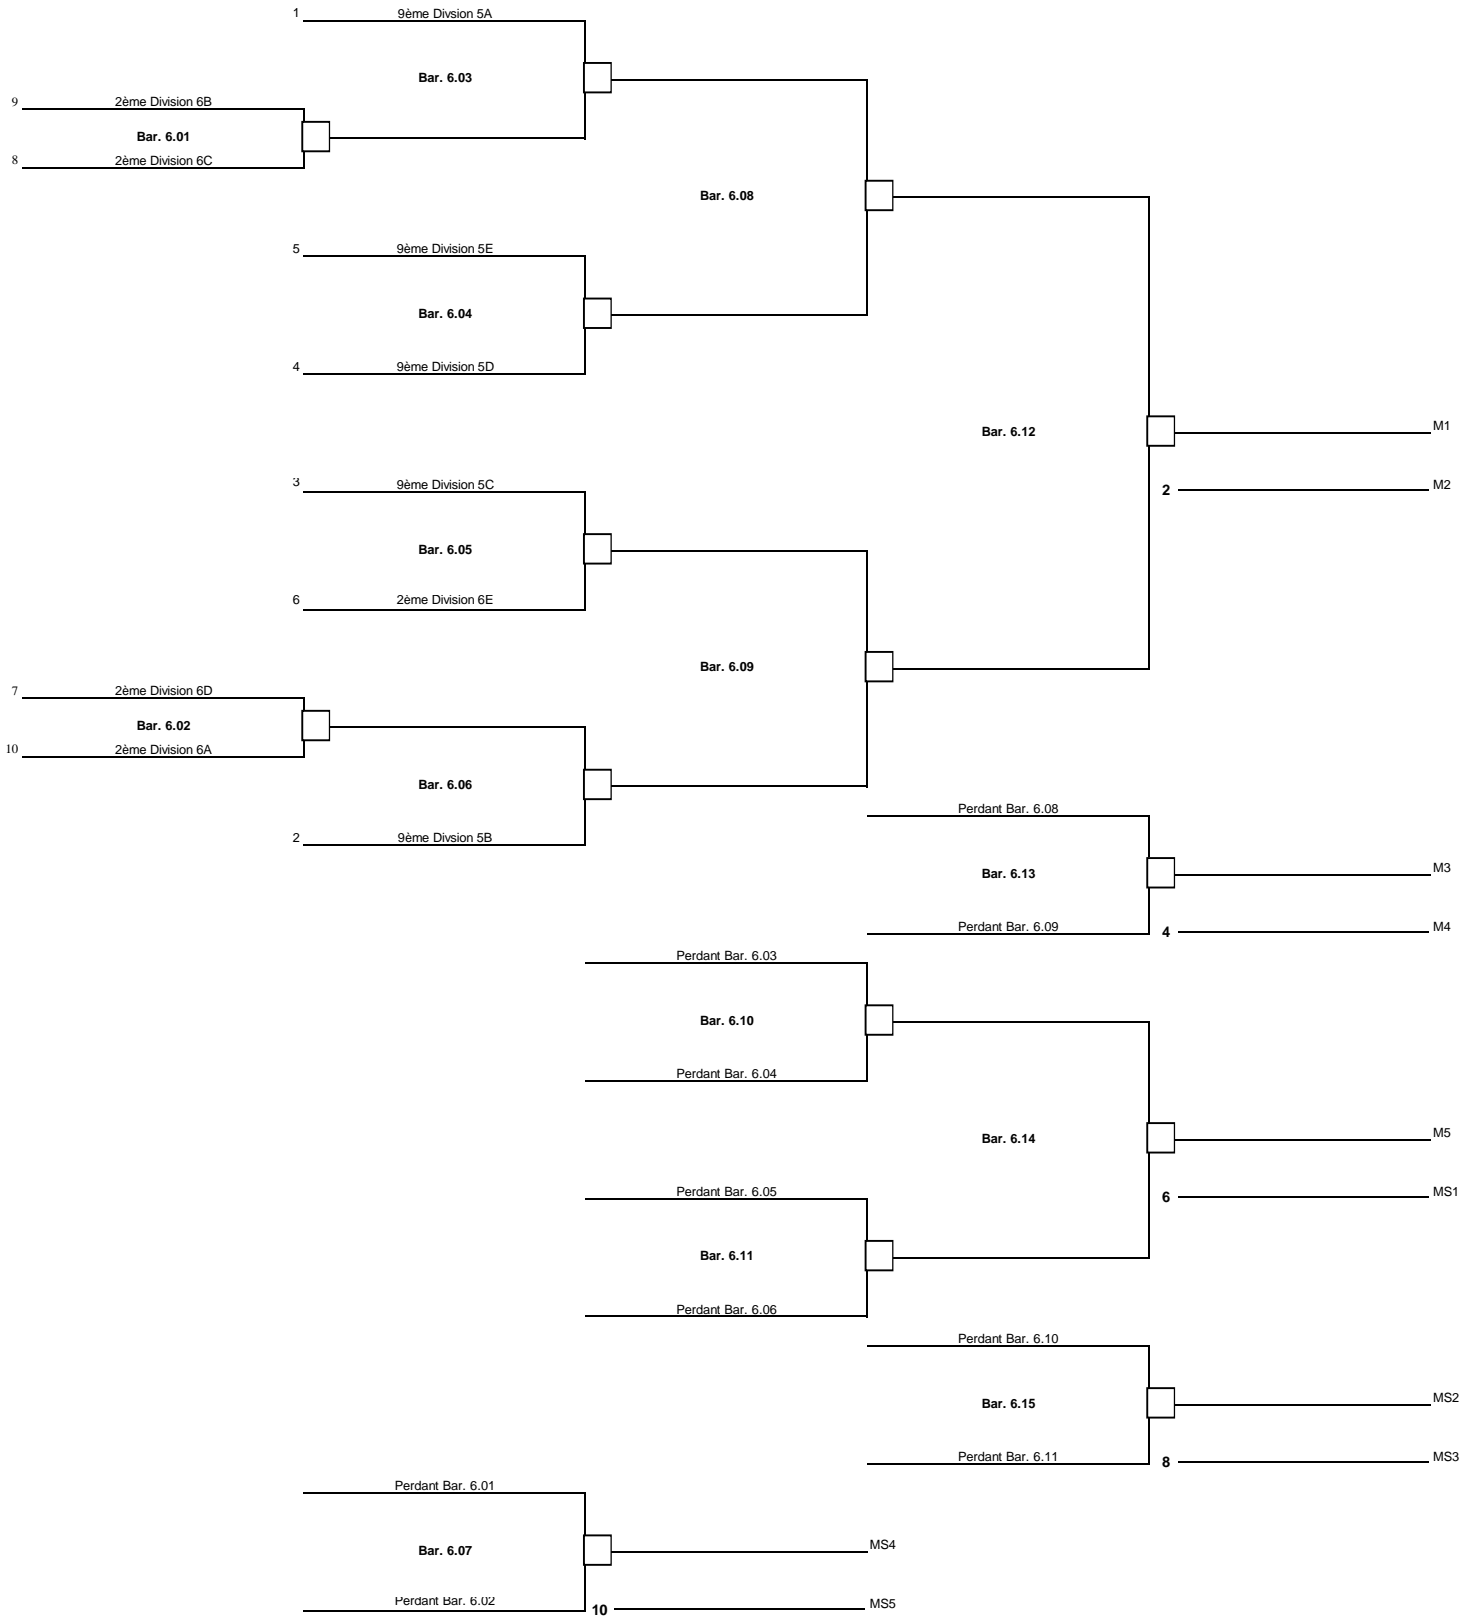 1 9ème Divsion 5A
Bar. 6.03
9 2ème Division 6B
Bar. 6.01
8 2ème Division 6C
Bar. 6.08
5 9ème Division 5E
Bar. 6.04
4 9ème Division 5D
M1
Bar. 6.12
3 9ème Division 5C
2 M2
Bar. 6.05
6 2ème Division 6E
Bar. 6.09
7 2ème Division 6D
Bar. 6.02
10 2ème Division 6A
Bar. 6.06
Perdant Bar. 6.08
2 9ème Divsion 5B
Bar. 6.13 M3
Perdant Bar. 6.09 4 M4
Perdant Bar. 6.03
Bar. 6.10
Perdant Bar. 6.04
Bar. 6.14 M5
Perdant Bar. 6.05 6 MS1
Bar. 6.11
Perdant Bar. 6.06
Perdant Bar. 6.10
Bar. 6.15 MS2
Perdant Bar. 6.11 8 MS3
Perdant Bar. 6.01
Bar. 6.07 MS4
Perdant Bar. 6.02 10 MS5